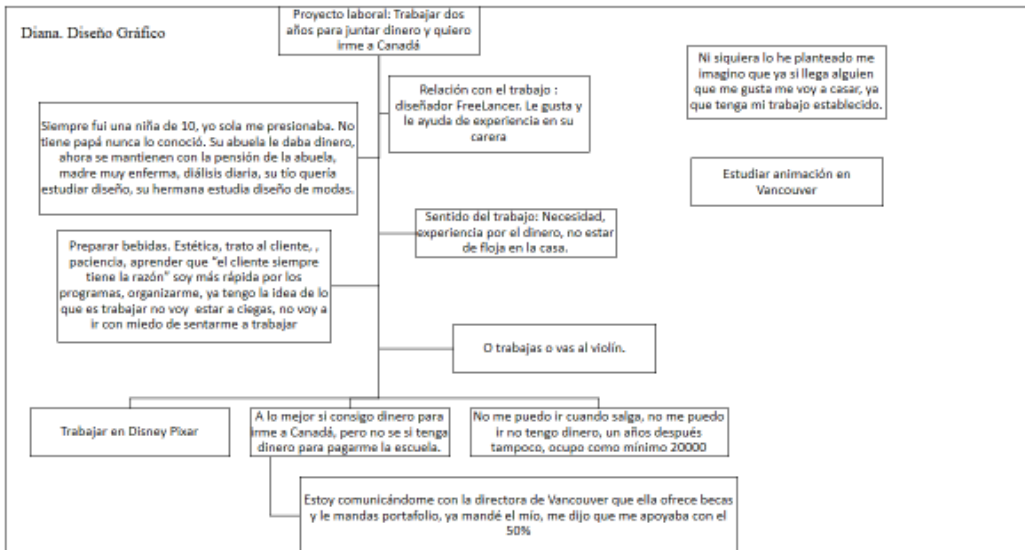 Diana. Diseño Gráfico
Proyecto laboral: Trabajar dos
años para juntar dinero y quiero
irme a Canadá
Ni siquiera lo he planteado me
imagino que ya si llega alguien
que me gusta me voy a casar, ya
que tenga mi trabajo establecido.
Relación con el trabajo :
diseñador FreeLancer. Le gusta y
le ayuda de experiencia en su
carera
Siempre fui una niña de 10, yo sola me presionaba. No
tiene papá nunca lo conoció. Su abuela le daba dinero,
ahora se mantienen con la pensión de la abuela,
madre muy enferma, diálisis diaria, su tío quería
estudiar diseño, su hermana estudia diseño de modas.
Estudiar animación en
Vancouver
Sentido del trabajo: Necesidad,
experiencia por el dinero, no estar
de floja en la casa.
Preparar bebidas. Estética, trato al cliente, ,
paciencia, aprender que “el cliente siempre
tiene la razón” soy más rápida por los
programas, organizarme, ya tengo la idea de lo
que es trabajar no voy estar a ciegas, no voy a
ir con miedo de sentarme a trabajar
O trabajas o vas al violín.
Trabajar en Disney Pixar
A lo mejor si consigo dinero para
irme a Canadá, pero no se si tenga
dinero para pagarme la escuela.
No me puedo ir cuando salga, no me puedo
ir no tengo dinero, un años después
tampoco, ocupo como mínimo 20000
Estoy comunicándome con la directora de Vancouver que ella ofrece becas
y le mandas portafolio, ya mandé el mío, me dijo que me apoyaba con el
50%